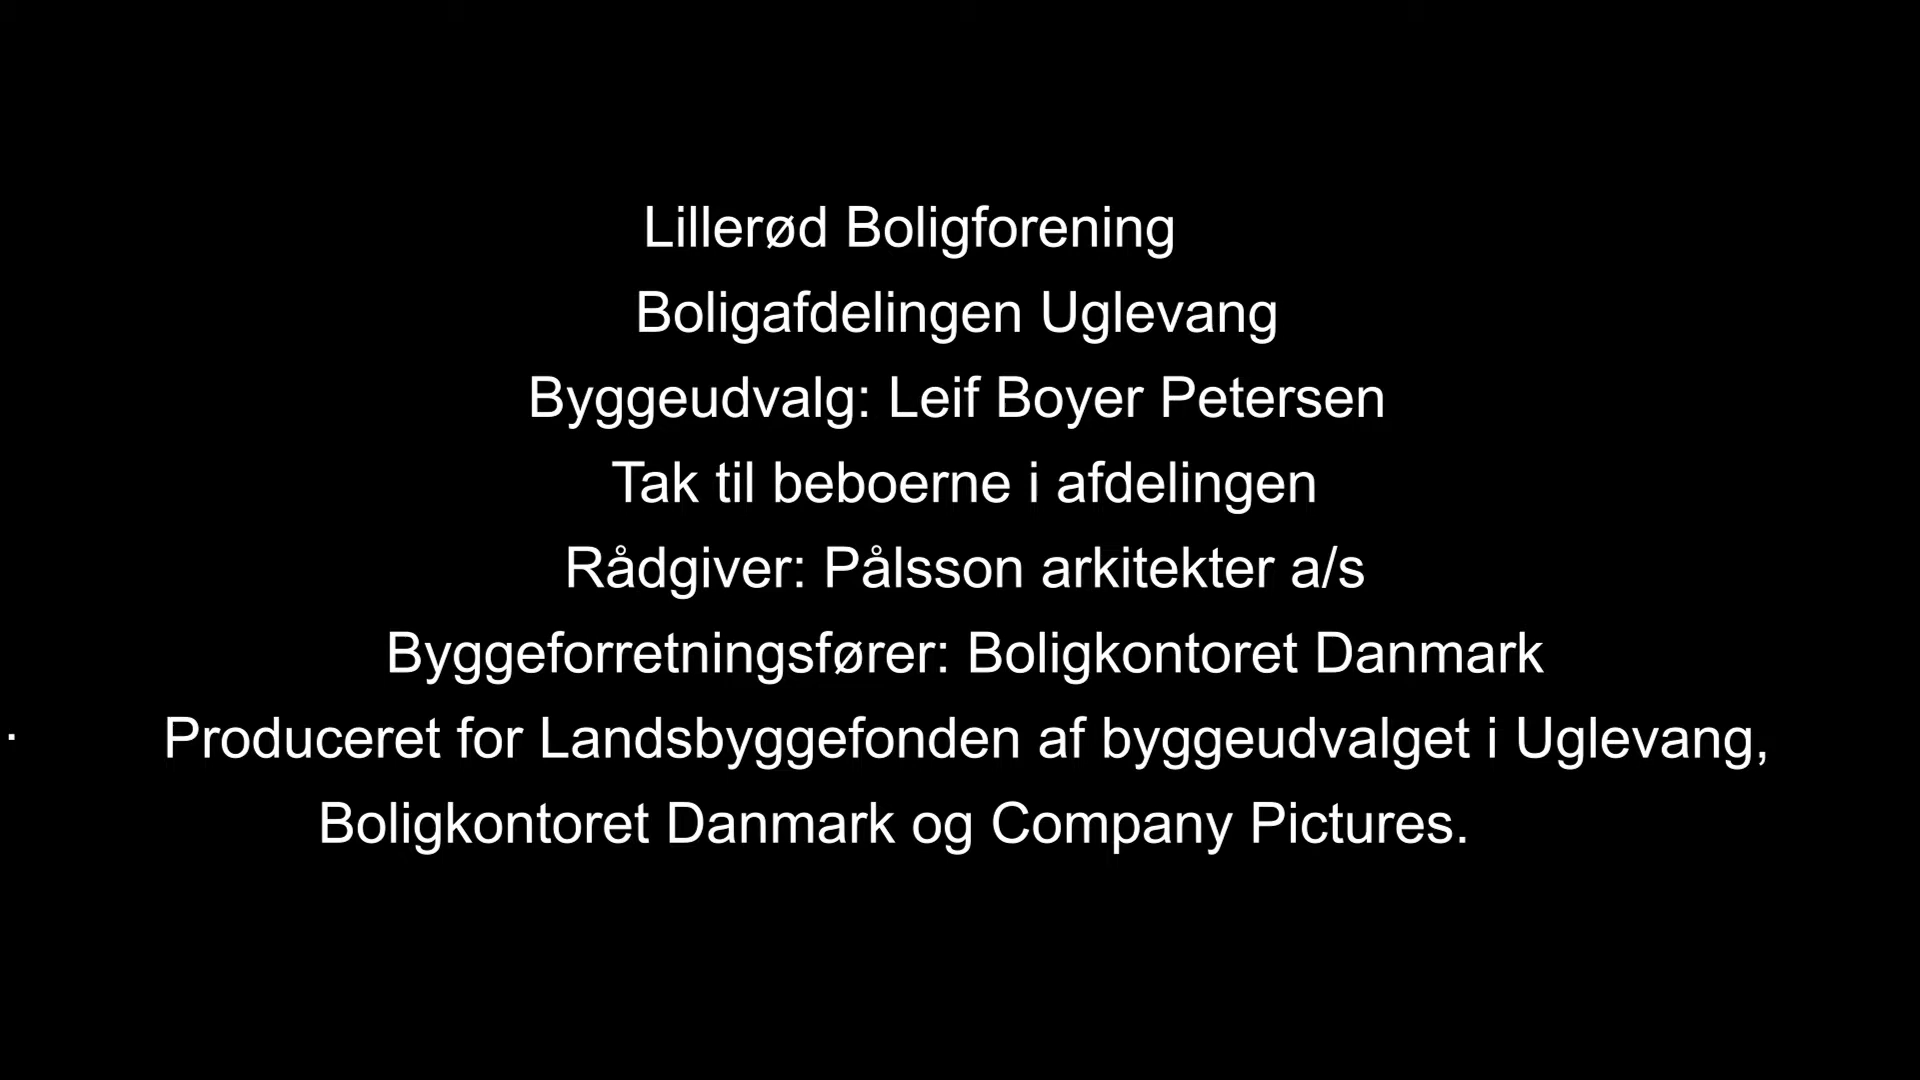 Lillerød Boligforening
Boligafdelingen Uglevang
Byggeudvalg: Leif Boyer Petersen
Tak til beboerne i afdelingen
Rådgiver: Pålsson arkitekter a/s
Byggeforretningsfører: Boligkontoret Danmark
. Produceret for Landsbyggefonden af byggeudvalget i Uglevang,
Boligkontoret Danmark og Company Pictures.